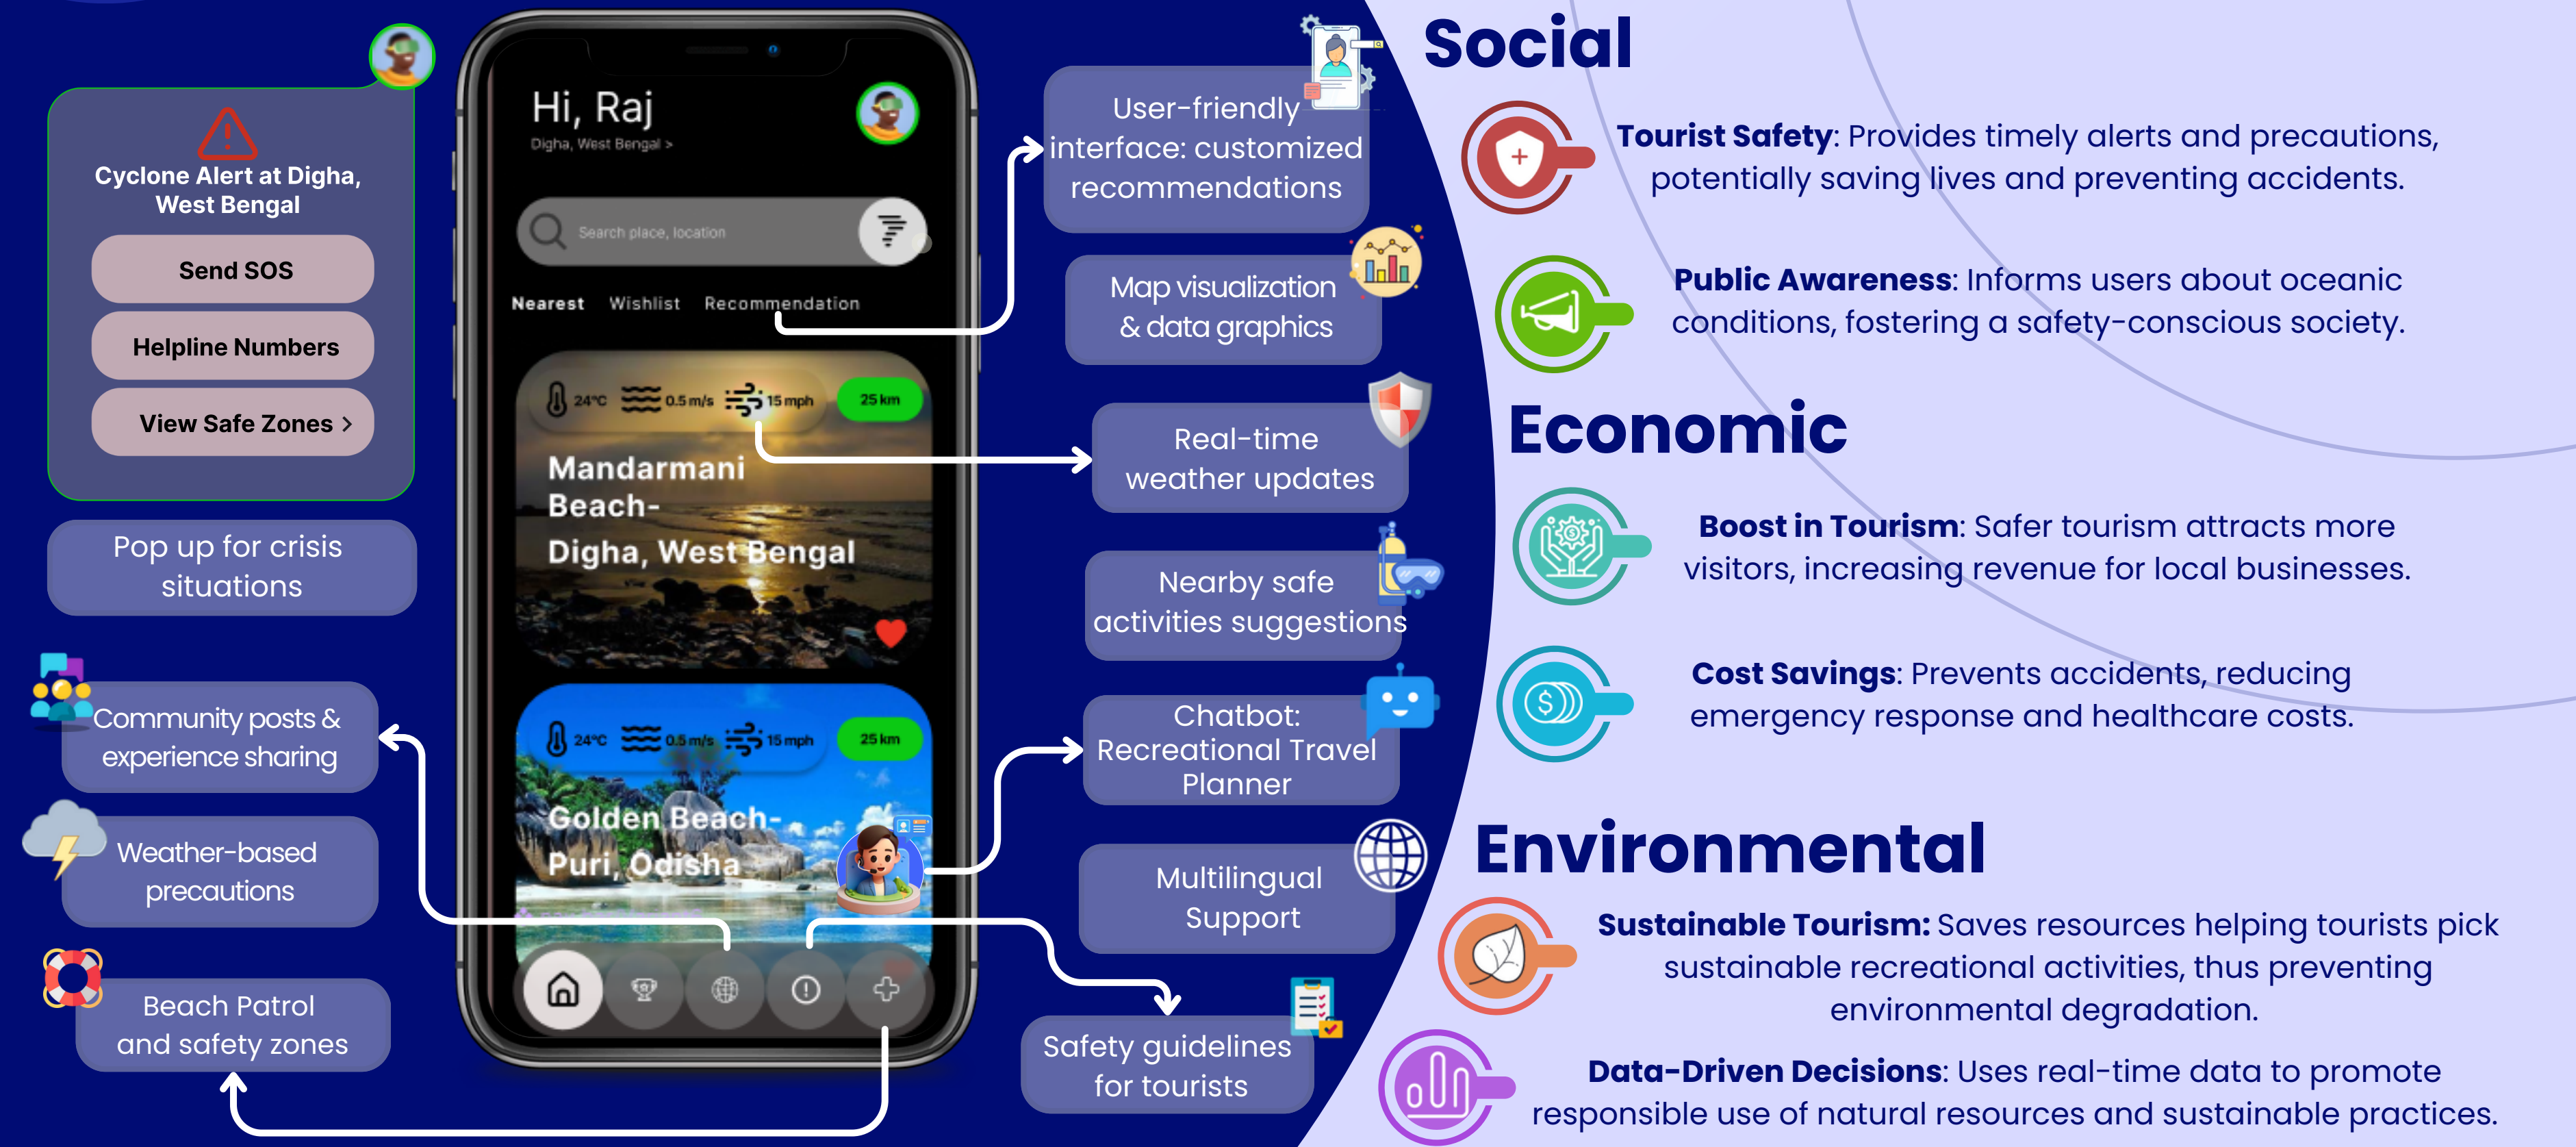 Cyclone Alert at Digha,
West Bengal
Send SOS
Helpline Numbers
View Safe Zones >
Pop up for crisis
situations
Community posts &
experience sharing
Weather-based
precautions
Beach Patrol
and safety zones
Hi, Raj
Digha, West Bengal >
Search place, location
Nearest Wishlist Recommendation
24°C 0.5 m/s 15 mph 25 km
Mandarmani
Beach-
Digha, West Bengal
24°C 0.5 m/s 15 mph 25 km
Golden Beach-
Puri, Odisha
User-friendly
interface: customized
recommendations
Map visualization
& data graphics
Real-time
weather updates
Nearby safe
activities suggestions
Chatbot:
Recreational Travel
Planner
Multilingual
Support
Safety guidelines
for tourists
Social
Tourist Safety: Provides timely alerts and precautions,
potentially saving lives and preventing accidents.
Public Awareness: Informs users about oceanic
conditions, fostering a safety-conscious society.
Economic
Boost in Tourism: Safer tourism attracts more
visitors, increasing revenue for local businesses.
Cost Savings: Prevents accidents, reducing
emergency response and healthcare costs.
Environmental
Sustainable Tourism: Saves resources helping tourists pick
sustainable recreational activities, thus preventing
environmental degradation.
Data-Driven Decisions: Uses real-time data to promote
responsible use of natural resources and sustainable practices.